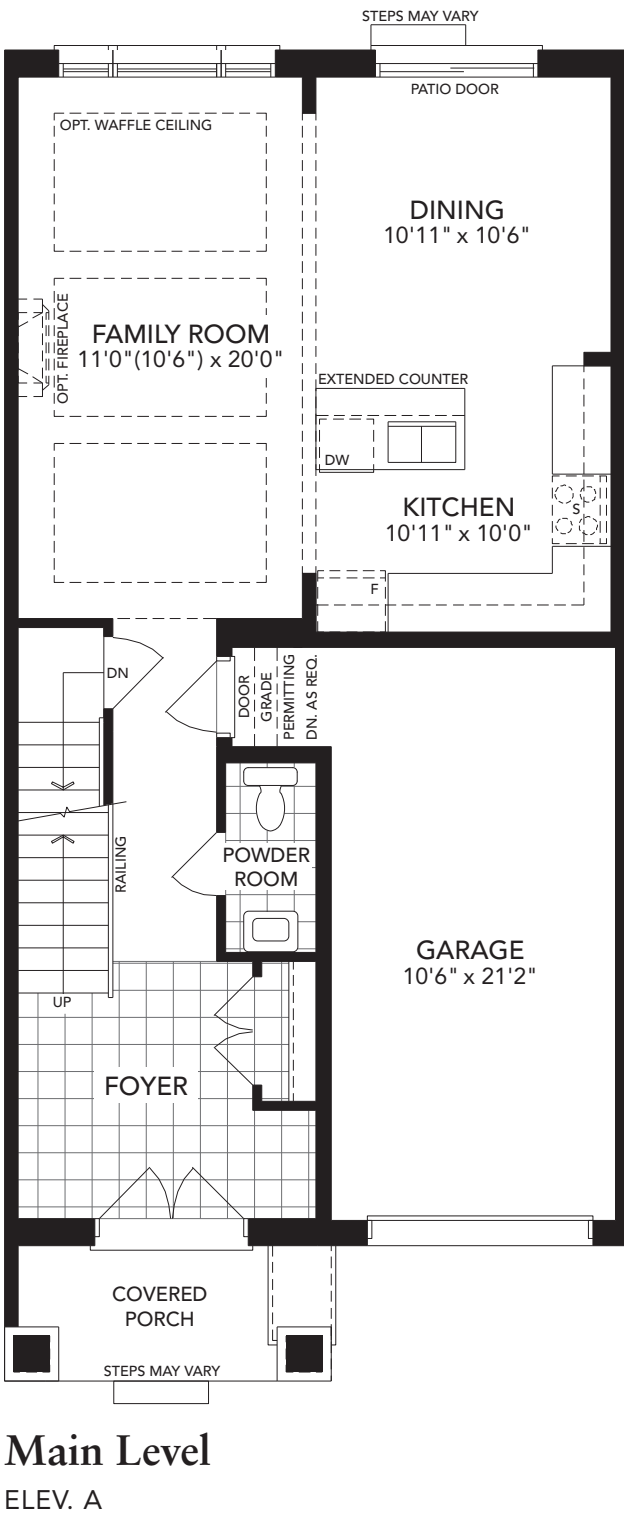 STEPS MAY VARY
PATIO DOOR
OPT. WAFFLE CEILING
DINING
10'11" x 10'6"
OPT. FIREPLACE
FAMILY ROOM
11'0"(10'6") x 20'0"
EXTENDED COUNTER
DW
KITCHEN
10'11" x 10'0"
S
F
DN
DOOR
GRADE
PERMITTING
DN. AS REQ.
RAILING
POWDER
ROOM
GARAGE
10'6" x 21'2"
UP
FOYER
COVERED
PORCH
STEPS MAY VARY
Main Level
ELEV. A